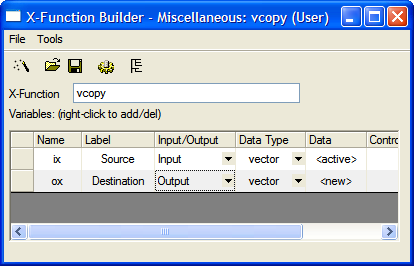 X-Function Builder - Miscellaneous: vcopy (User)
File Tools
X-Function vcopy
Variables: (right-click to add/del)
Name Label Input/Output Data Type Data Contro
ix Source Input vector <active>
ox Destination Output vector <new>